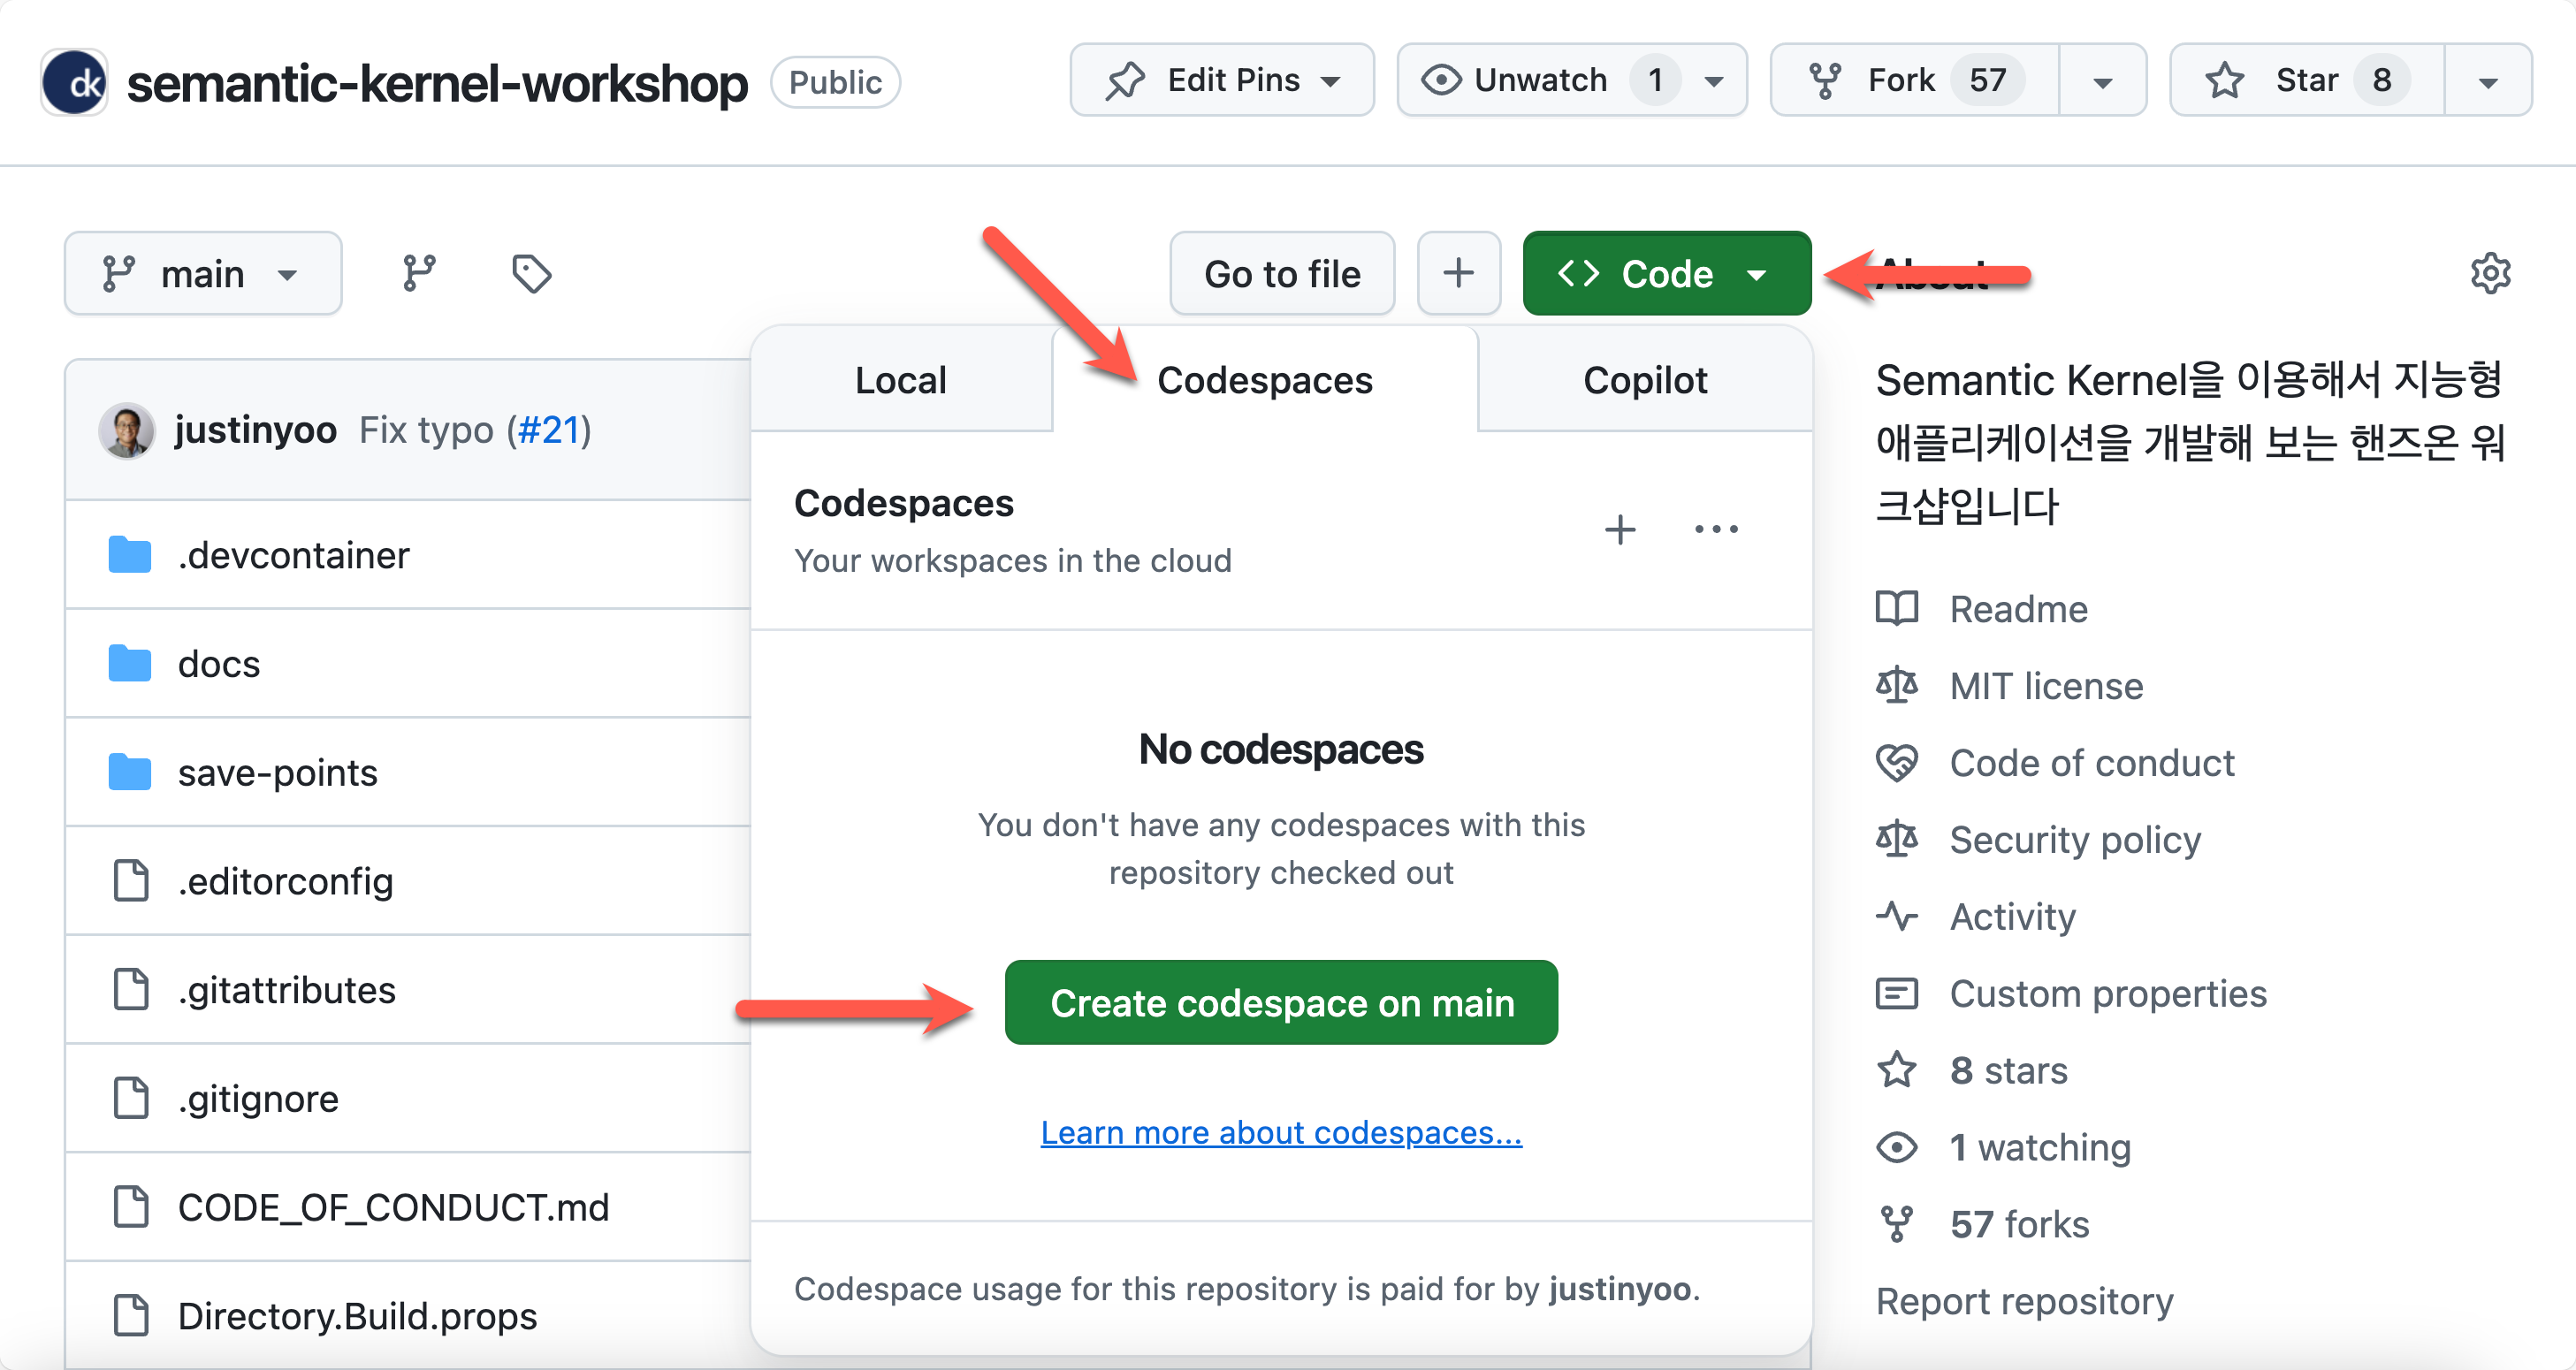 dk semantic-kernel-workshop Public Edit Pins Unwatch 1 Fork 57 Star 8
main Go to file + Code About
Local Codespaces Copilot
justinyoo Fix typo (#21)
.devcontainer
docs
save-points
.editorconfig
.gitattributes
.gitignore
CODE_OF_CONDUCT.md
Directory.Build.props
Codespaces
Your workspaces in the cloud
No codespaces
You don't have any codespaces with this
repository checked out
Create codespace on main
Learn more about codespaces...
Codespace usage for this repository is paid for by justinyoo.
Semantic Kernel을 이용해서 지능형
애플리케이션을 개발해 보는 핸즈온 워
크샵입니다
Readme
MIT license
Code of conduct
Security policy
Activity
Custom properties
8 stars
1 watching
57 forks
Report repository